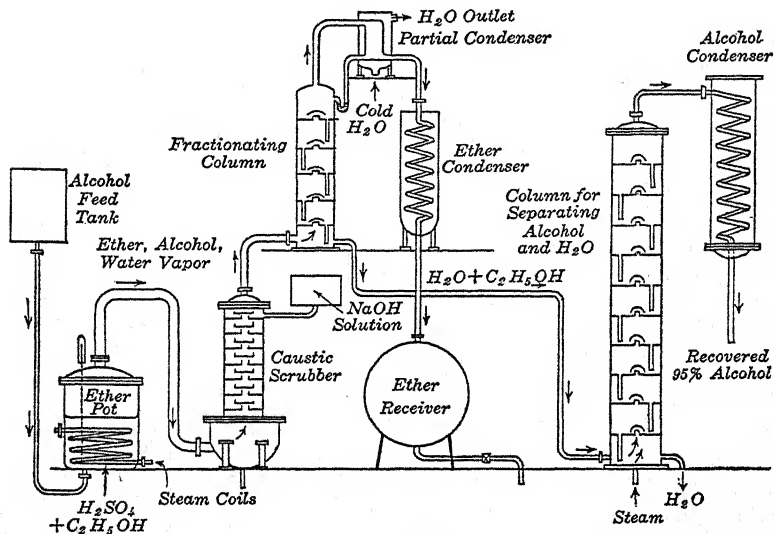 H₂O Outlet
Partial Condenser
Cold
H₂O
Fractionating
Column
Alcohol
Condenser
Ether
Condenser
Alcohol
Feed
Tank
Column for
Separating
Alcohol
and H₂O
Ether, Alcohol,
Water Vapor
H₂O + C₂H₅OH
NaOH
Solution
Caustic
Scrubber
Ether
Receiver
Recovered
95% Alcohol
Ether
Pot
Steam Coils
H₂SO₄
+ C₂H₅OH
Steam
H₂O